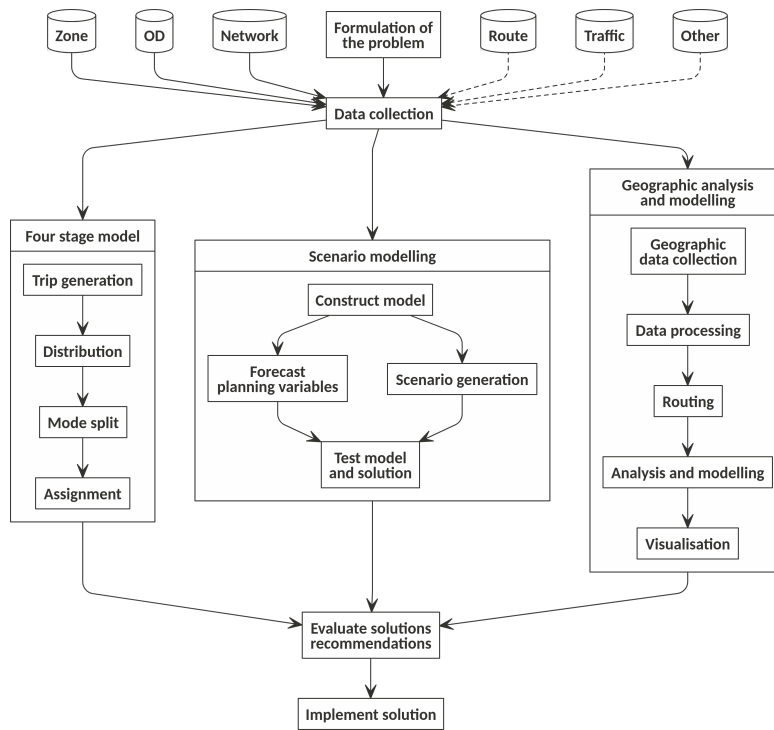 Zone
OD
Network
Formulation of
the problem
Route
Traffic
Other
Data collection
Four stage model
Trip generation
Distribution
Mode split
Assignment
Scenario modelling
Construct model
Forecast
planning variables
Scenario generation
Test model
and solution
Geographic analysis
and modelling
Geographic
data collection
Data processing
Routing
Analysis and modelling
Visualisation
Evaluate solutions
recommendations
Implement solution